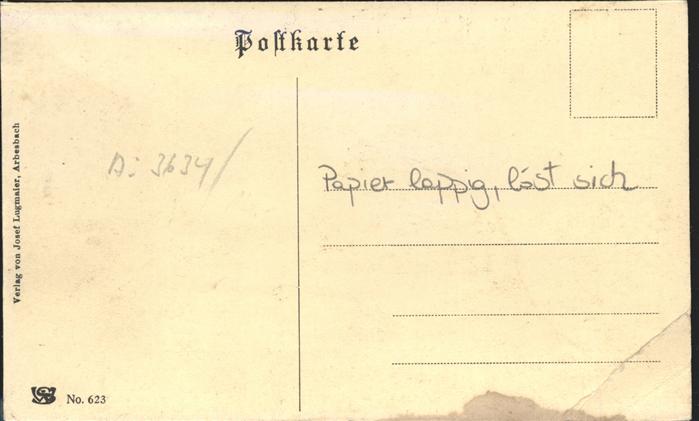 Postkarte
Verlag von Josef Lugmaier, Arbesbach
A: 3634/
Papier lappig, löst sich
No. 623